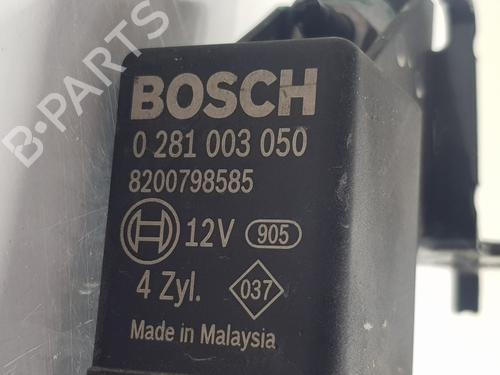 B-PARTS
BOSCH
0 281 003 050
8200798585
12V 905
4 Zyl. 037
Made in Malaysia